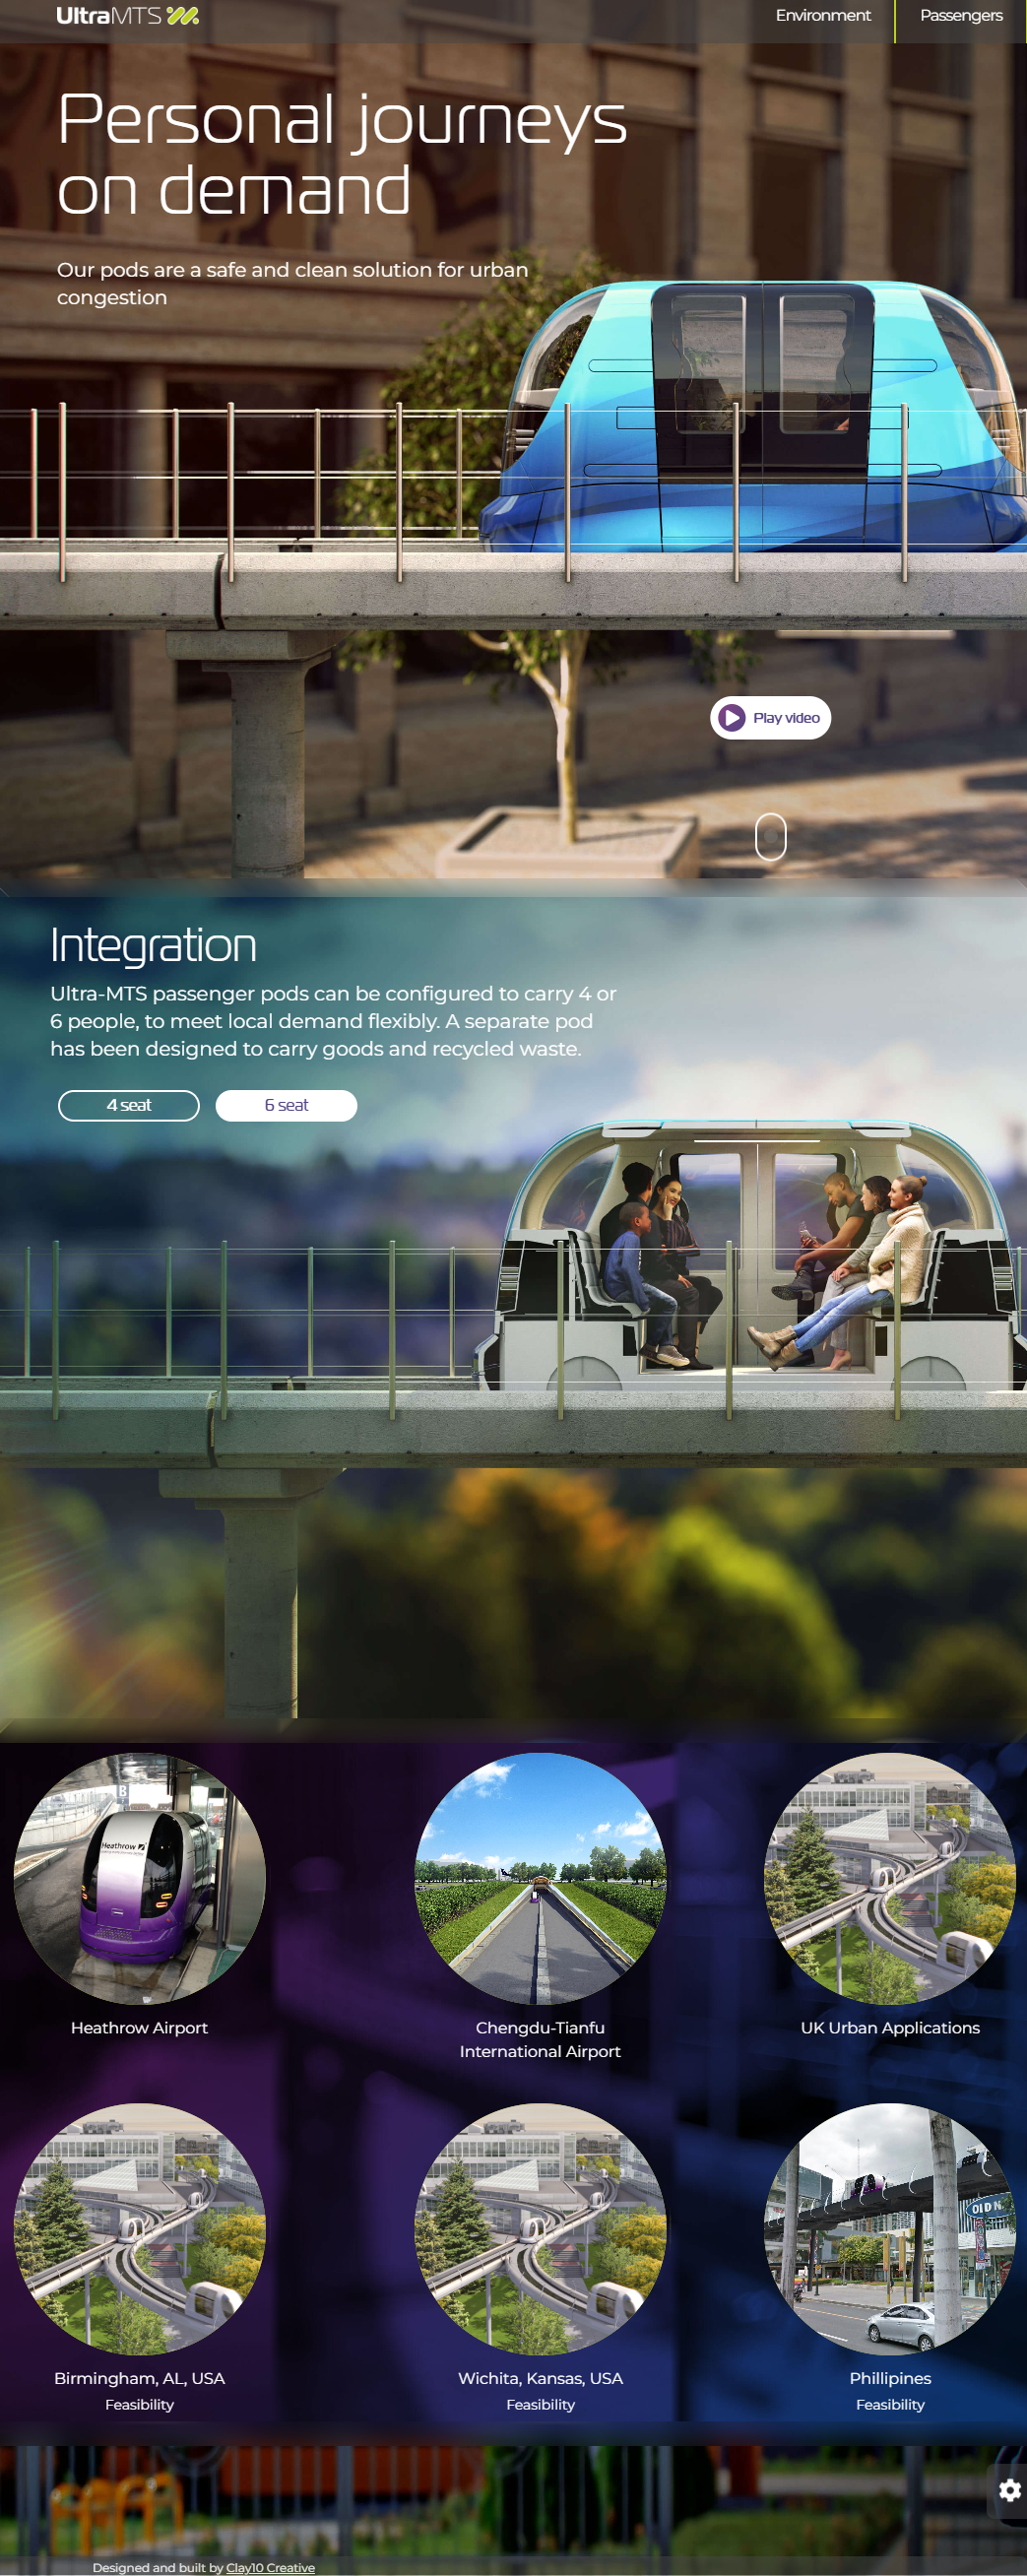 UltraMTS
Environment
Passengers
Personal journeys
on demand
Our pods are a safe and clean solution for urban
congestion
Play video
Integration
Ultra-MTS passenger pods can be configured to carry 4 or
6 people, to meet local demand flexibly. A separate pod
has been designed to carry goods and recycled waste.
4 seat
6 seat
B
Heathrow
Heathrow Airport
Chengdu-Tianfu
International Airport
UK Urban Applications
OLDN
Birmingham, AL, USA
Feasibility
Wichita, Kansas, USA
Feasibility
Phillipines
Feasibility
Designed and built by Clay10 Creative